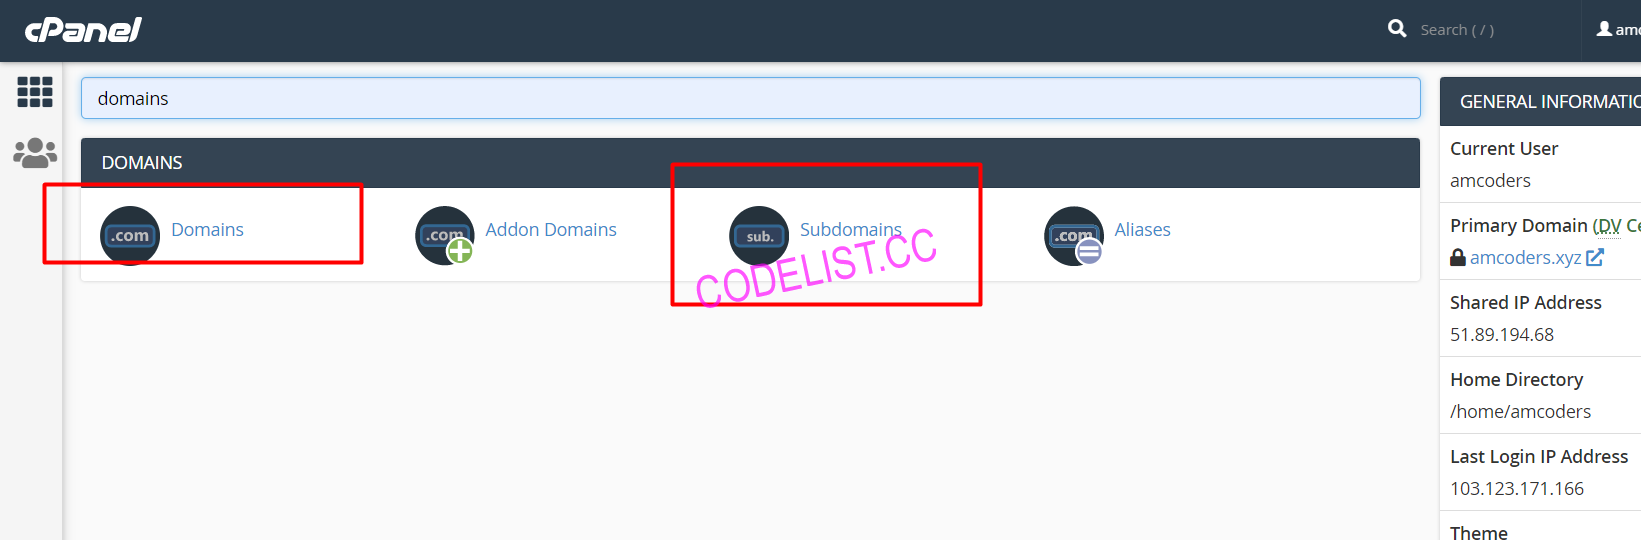 cPanel
Search ( / )
amc
domains
DOMAINS
.com Domains
.com Addon Domains
sub. Subdomains
.com Aliases
CODELIST.CC
GENERAL INFORMATIO
Current User
amcoders
Primary Domain (DV Ce
amcoders.xyz
Shared IP Address
51.89.194.68
Home Directory
/home/amcoders
Last Login IP Address
103.123.171.166
Theme